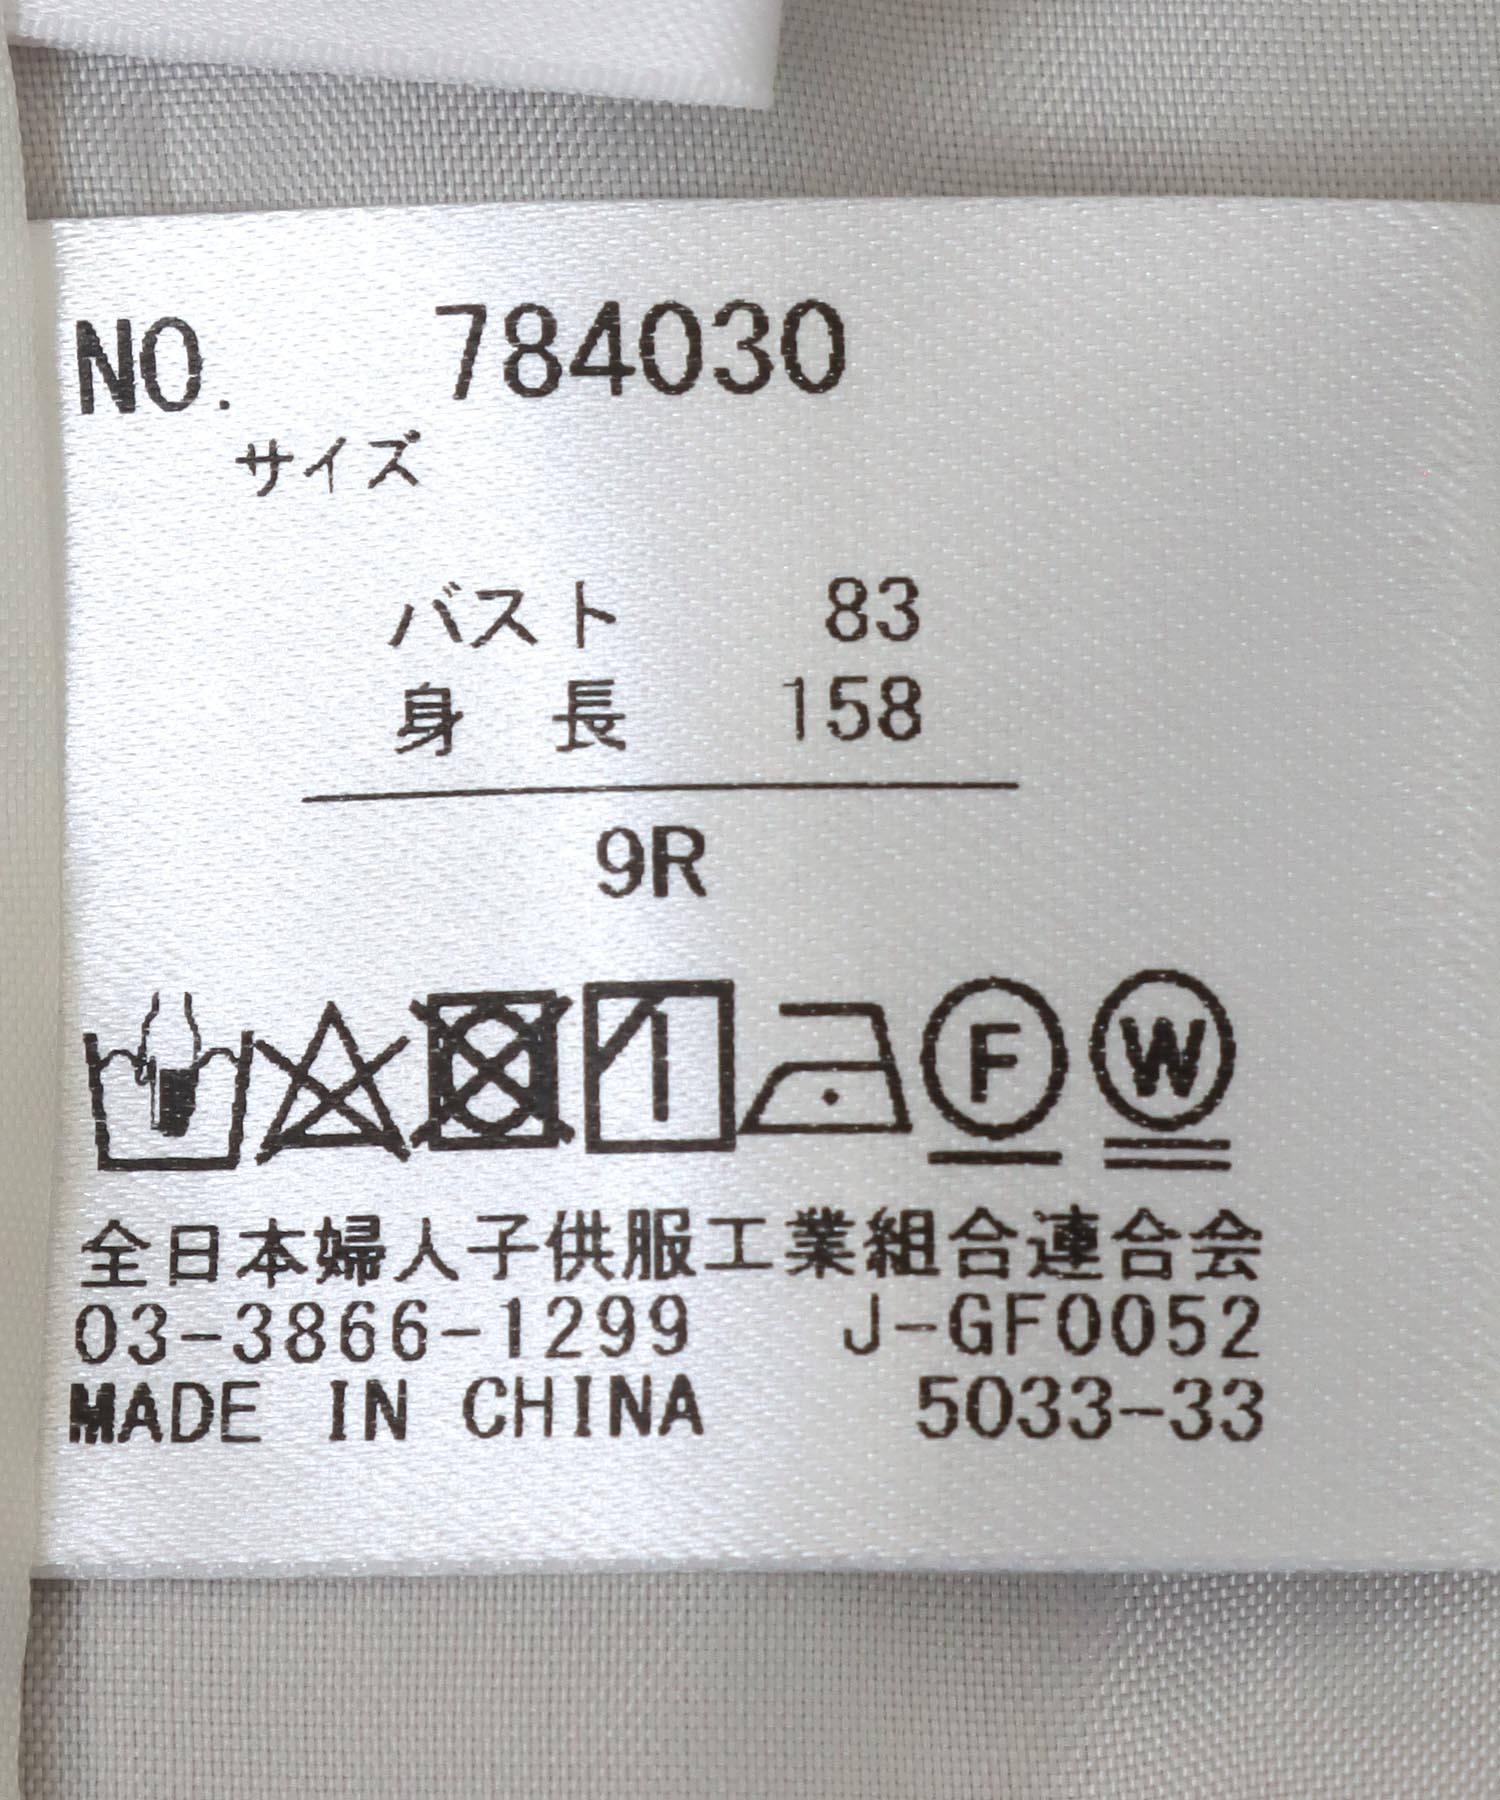 NO. 784030
サイズ
バスト 83
身 長 158
9R
F W
全日本婦人子供服工業組合連合会
03-3866-1299 J-GF0052
MADE IN CHINA 5033-33